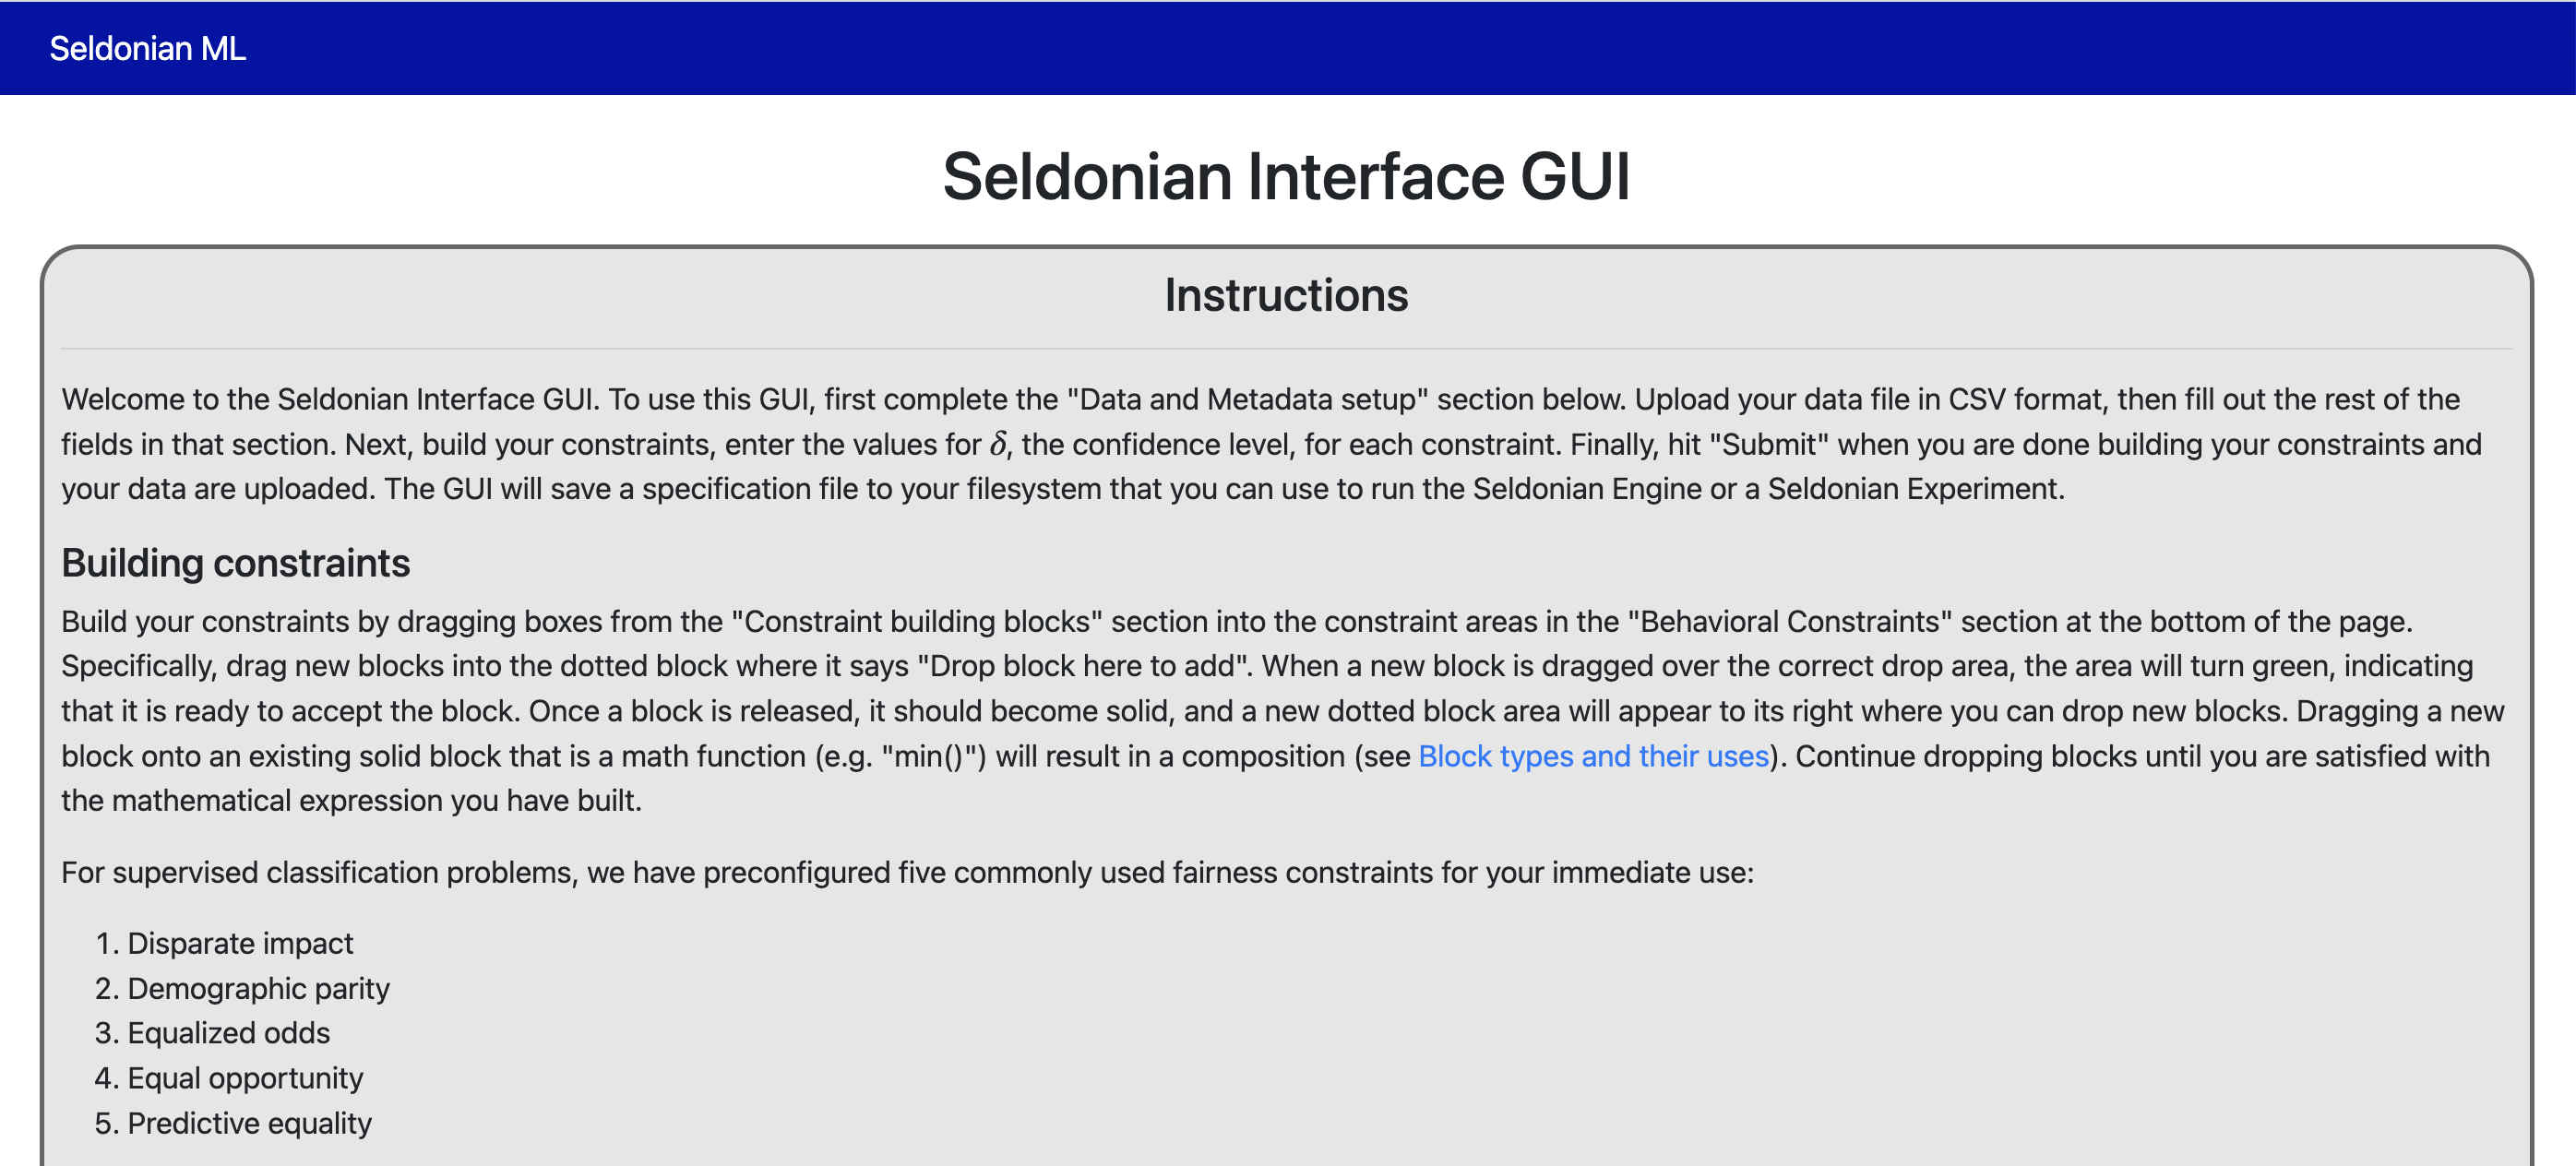 Seldonian ML
Seldonian Interface GUI
Instructions
Welcome to the Seldonian Interface GUI. To use this GUI, first complete the "Data and Metadata setup" section below. Upload your data file in CSV format, then fill out the rest of the
fields in that section. Next, build your constraints, enter the values for δ, the confidence level, for each constraint. Finally, hit "Submit" when you are done building your constraints and
your data are uploaded. The GUI will save a specification file to your filesystem that you can use to run the Seldonian Engine or a Seldonian Experiment.
Building constraints
Build your constraints by dragging boxes from the "Constraint building blocks" section into the constraint areas in the "Behavioral Constraints" section at the bottom of the page.
Specifically, drag new blocks into the dotted block where it says "Drop block here to add". When a new block is dragged over the correct drop area, the area will turn green, indicating
that it is ready to accept the block. Once a block is released, it should become solid, and a new dotted block area will appear to its right where you can drop new blocks. Dragging a new
block onto an existing solid block that is a math function (e.g. "min()") will result in a composition (see Block types and their uses). Continue dropping blocks until you are satisfied with
the mathematical expression you have built.
For supervised classification problems, we have preconfigured five commonly used fairness constraints for your immediate use:
1. Disparate impact
2. Demographic parity
3. Equalized odds
4. Equal opportunity
5. Predictive equality